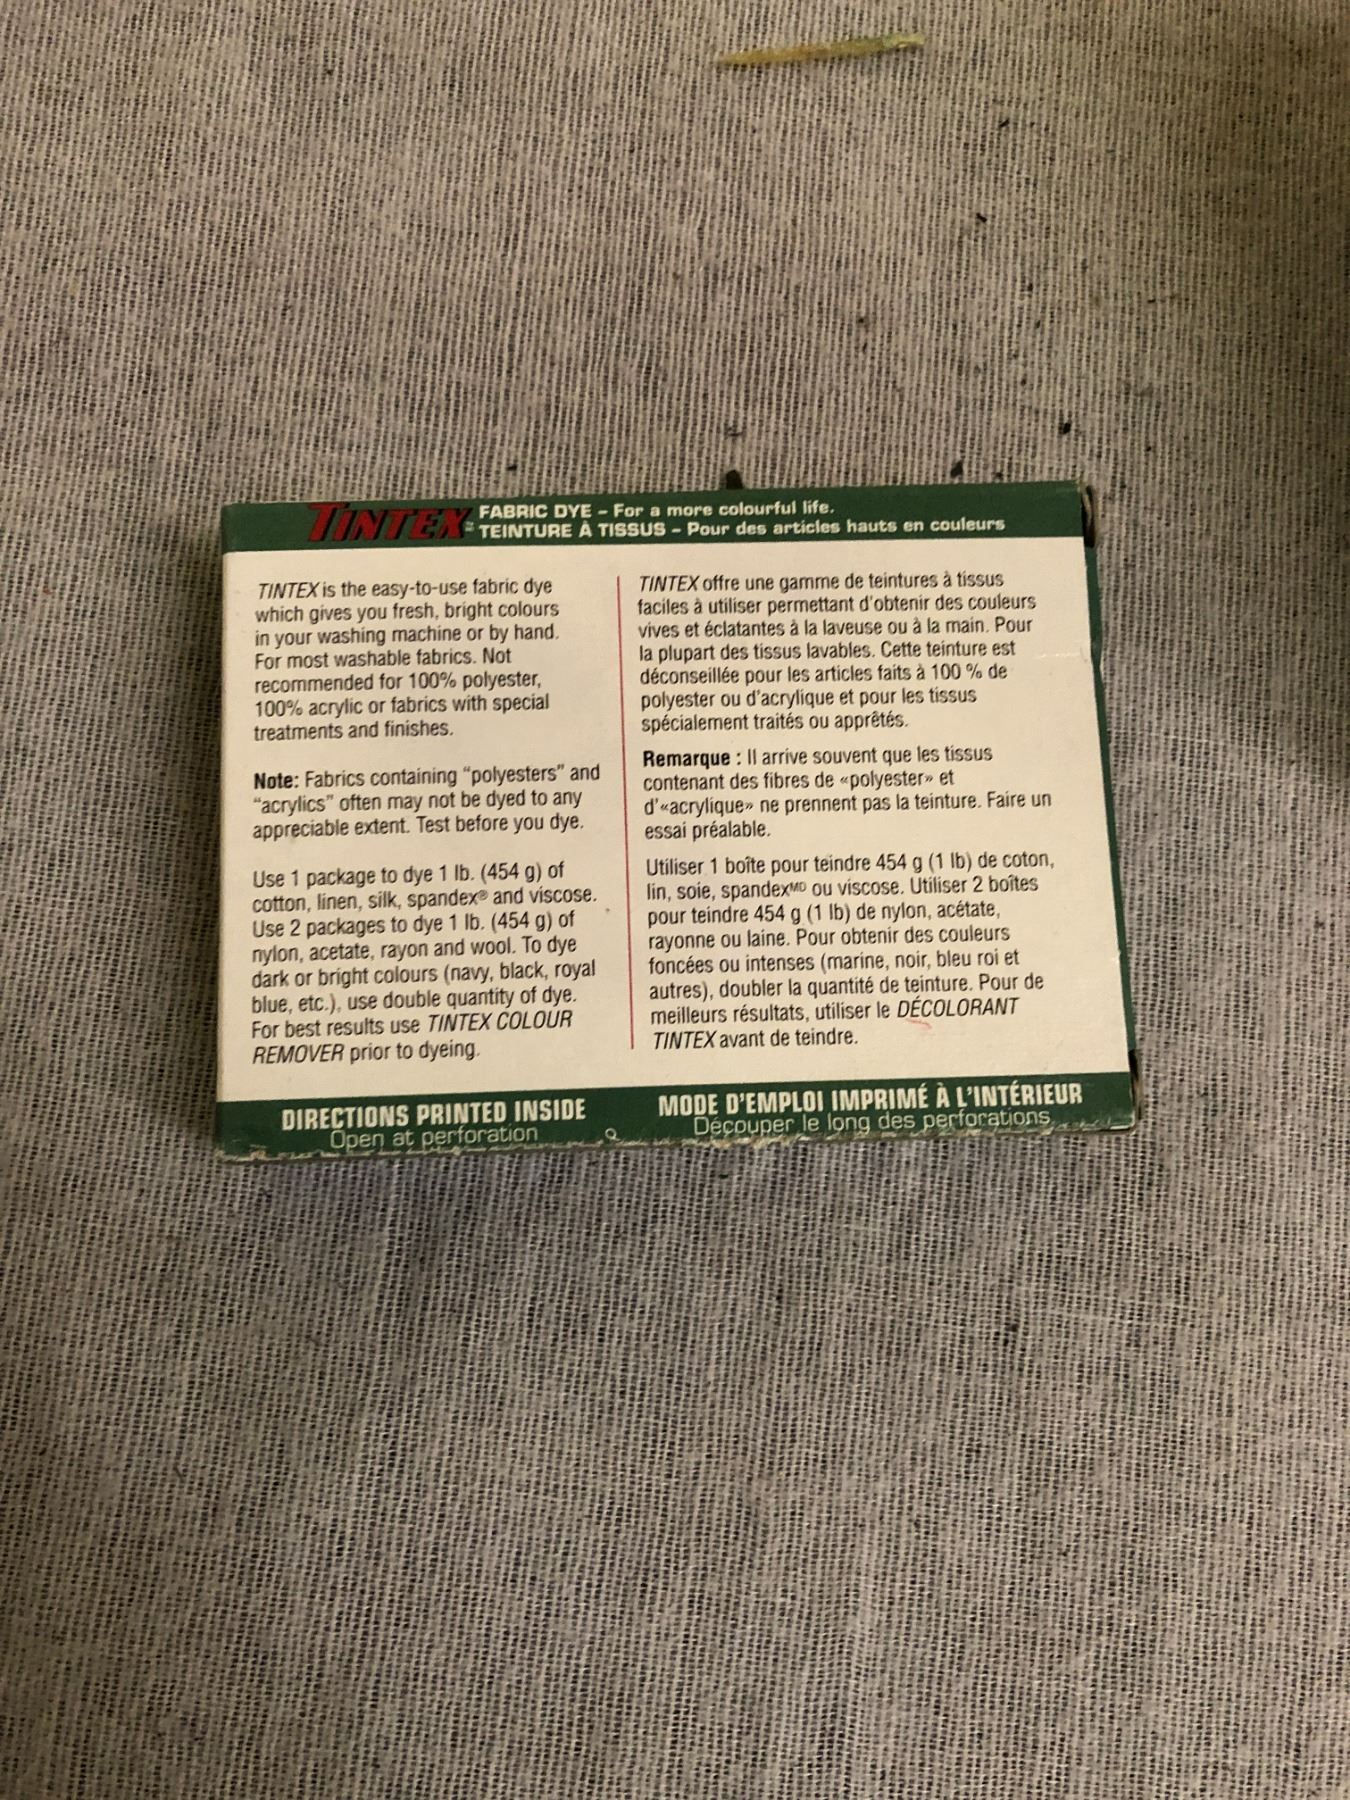 TINTEX FABRIC DYE – For a more colourful life.
TEINTURE À TISSUS – Pour des articles hauts en couleurs
TINTEX is the easy-to-use fabric dye
which gives you fresh, bright colours
in your washing machine or by hand.
For most washable fabrics. Not
recommended for 100% polyester,
100% acrylic or fabrics with special
treatments and finishes.
Note: Fabrics containing “polyesters” and
“acrylics” often may not be dyed to any
appreciable extent. Test before you dye.
Use 1 package to dye 1 lb. (454 g) of
cotton, linen, silk, spandex® and viscose.
Use 2 packages to dye 1 lb. (454 g) of
nylon, acetate, rayon and wool. To dye
dark or bright colours (navy, black, royal
blue, etc.), use double quantity of dye.
For best results use TINTEX COLOUR
REMOVER prior to dyeing.
TINTEX offre une gamme de teintures à tissus
faciles à utiliser permettant d'obtenir des couleurs
vives et éclatantes à la laveuse ou à la main. Pour
la plupart des tissus lavables. Cette teinture est
déconseillée pour les articles faits à 100 % de
polyester ou d'acrylique et pour les tissus
spécialement traités ou apprêtés.
Remarque : Il arrive souvent que les tissus
contenant des fibres de «polyester» et
d'«acrylique» ne prennent pas la teinture. Faire un
essai préalable.
Utiliser 1 boîte pour teindre 454 g (1 lb) de coton,
lin, soie, spandexMD ou viscose. Utiliser 2 boîtes
pour teindre 454 g (1 lb) de nylon, acétate,
rayonne ou laine. Pour obtenir des couleurs
foncées ou intenses (marine, noir, bleu roi et
autres), doubler la quantité de teinture. Pour de
meilleurs résultats, utiliser le DÉCOLORANT
TINTEX avant de teindre.
DIRECTIONS PRINTED INSIDE
Open at perforation
MODE D'EMPLOI IMPRIMÉ À L'INTÉRIEUR
Découper le long des perforations